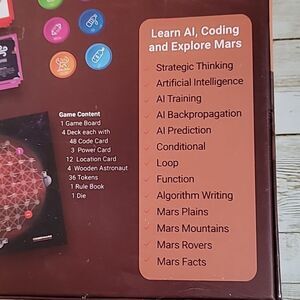 Learn AI, Coding
and Explore Mars
Strategic Thinking
Artificial Intelligence
AI Training
AI Backpropagation
AI Prediction
Conditional
Loop
Function
Algorithm Writing
Mars Plains
Mars Mountains
Mars Rovers
Mars Facts
Game Content
1 Game Board
4 Deck each with
48 Code Card
3 Power Card
12 Location Card
4 Wooden Astronaut
36 Tokens
1 Rule Book
1 Die